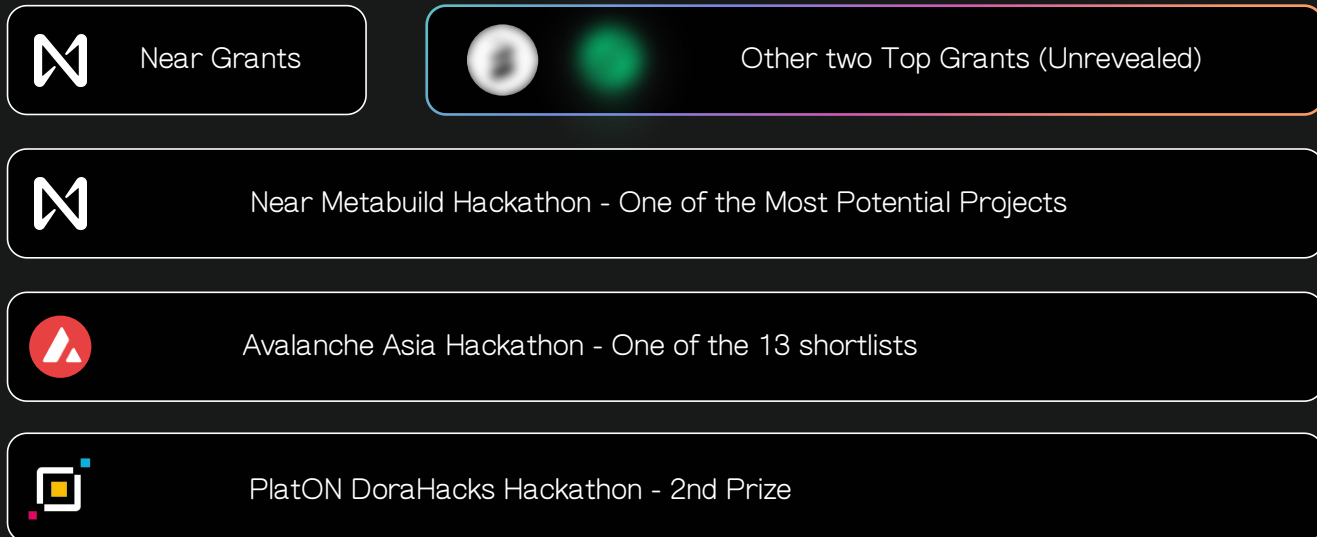 Near Grants
Other two Top Grants (Unrevealed)
Near Metabuild Hackathon - One of the Most Potential Projects
Avalanche Asia Hackathon - One of the 13 shortlists
PlatON DoraHacks Hackathon - 2nd Prize